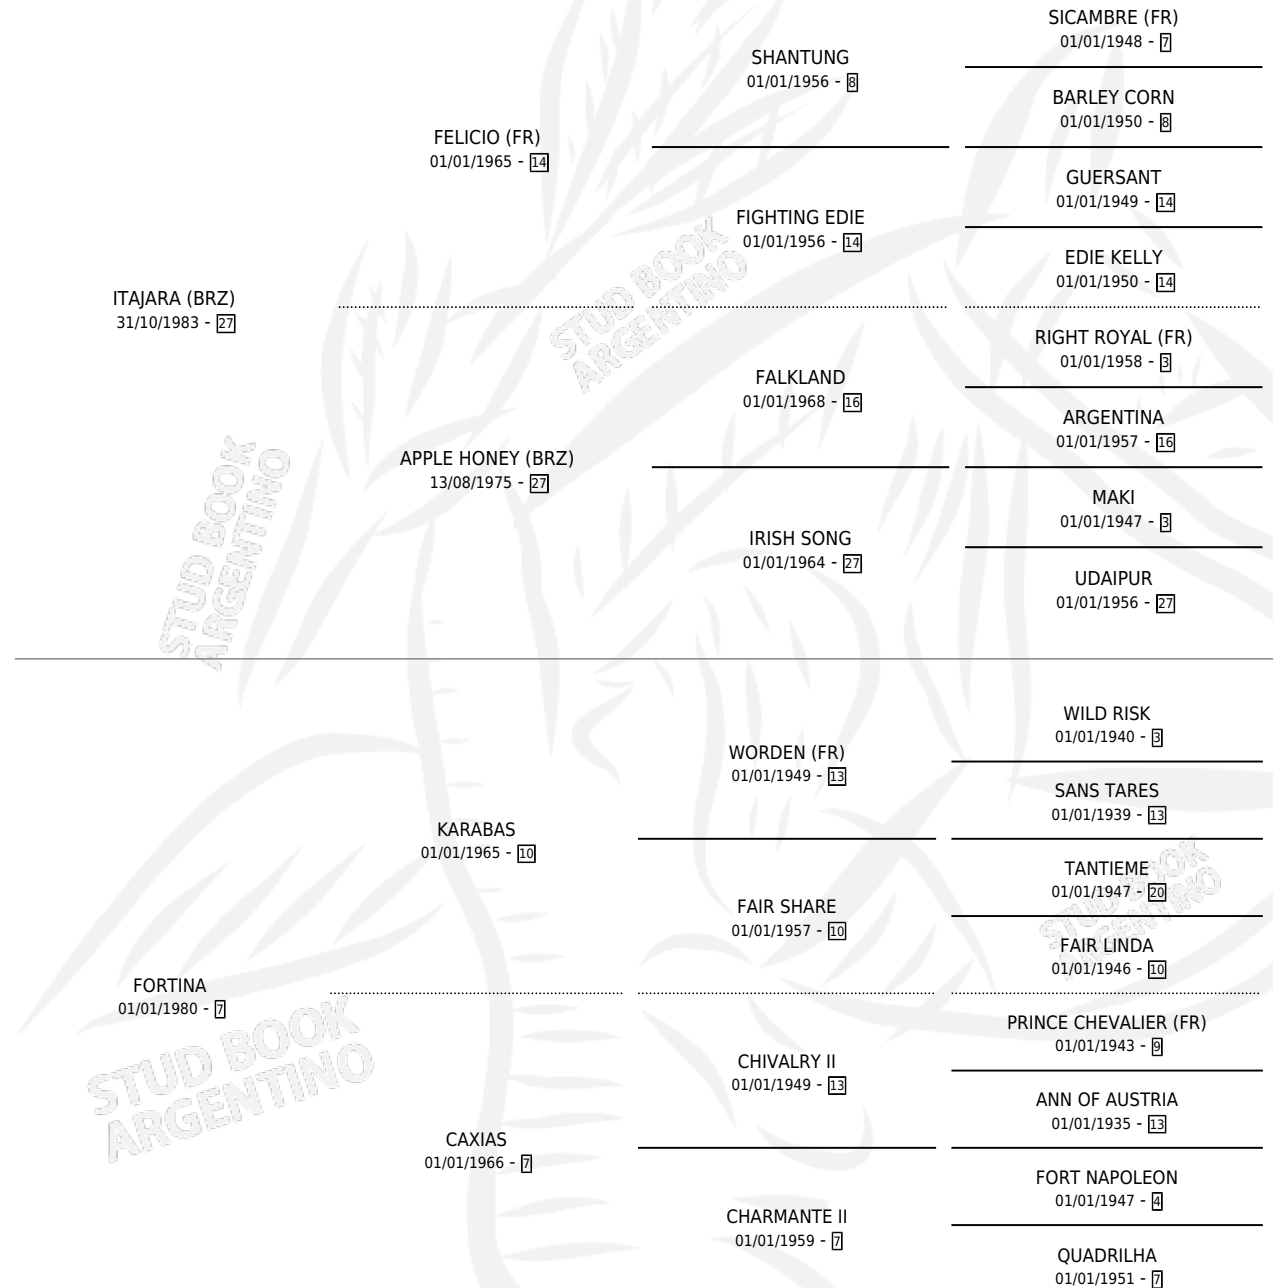 SICAMBRE (FR)
01/01/1948 - 7
SHANTUNG
01/01/1956 - 8
BARLEY CORN
01/01/1950 - 8
FELICIO (FR)
01/01/1965 - 14
GUERSANT
01/01/1949 - 14
FIGHTING EDIE
01/01/1956 - 14
EDIE KELLY
01/01/1950 - 14
ITAJARA (BRZ)
31/10/1983 - 27
RIGHT ROYAL (FR)
01/01/1958 - 3
FALKLAND
01/01/1968 - 16
ARGENTINA
01/01/1957 - 16
APPLE HONEY (BRZ)
13/08/1975 - 27
MAKI
01/01/1947 - 3
IRISH SONG
01/01/1964 - 27
UDAIPUR
01/01/1956 - 27
WILD RISK
01/01/1940 - 3
WORDEN (FR)
01/01/1949 - 13
SANS TARES
01/01/1939 - 13
KARABAS
01/01/1965 - 10
TANTIEME
01/01/1947 - 20
FAIR SHARE
01/01/1957 - 10
FAIR LINDA
01/01/1946 - 10
FORTINA
01/01/1980 - 7
PRINCE CHEVALIER (FR)
01/01/1943 - 9
CHIVALRY II
01/01/1949 - 13
ANN OF AUSTRIA
01/01/1935 - 13
CAXIAS
01/01/1966 - 7
FORT NAPOLEON
01/01/1947 - 4
CHARMANTE II
01/01/1959 - 7
QUADRILHA
01/01/1951 - 7
STUD BOOK
ARGENTINO
STUD BOOK
ARGENTINO
STUD BOOK
ARGENTINO
STUD BOOK
ARGENTINO